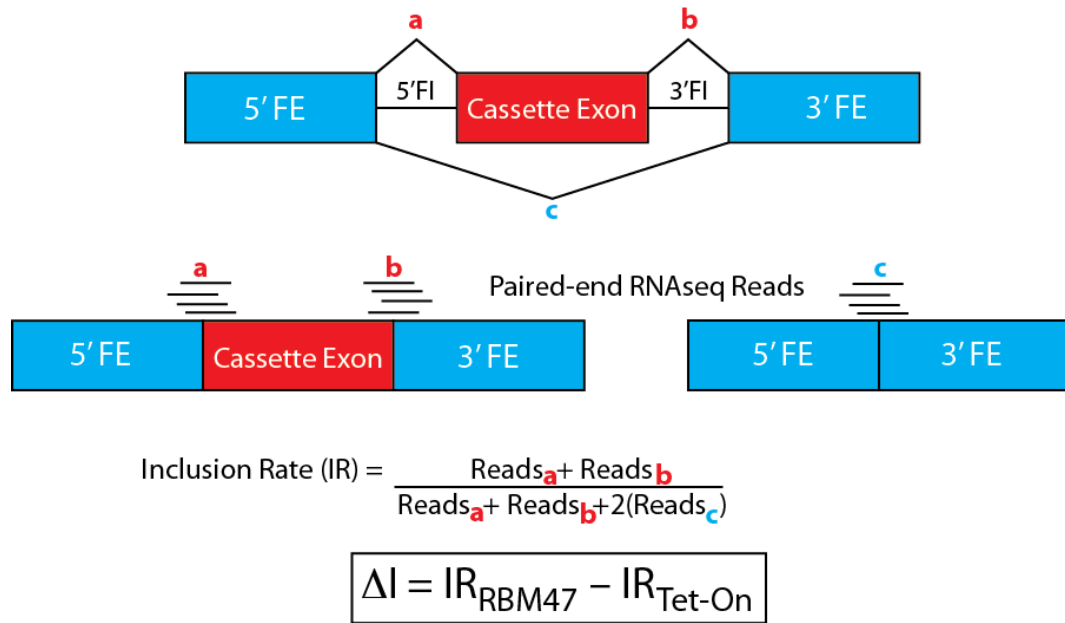 a b
5' FE 5'FI Cassette Exon 3'FI 3' FE
c
a b Paired-end RNAseq Reads c
5' FE Cassette Exon 3' FE 5' FE 3' FE
Inclusion Rate (IR) = Readsa+ Readsb
Readsa+ Readsb+2(Readsc)
ΔI = IRRBM47 – IRTet-On